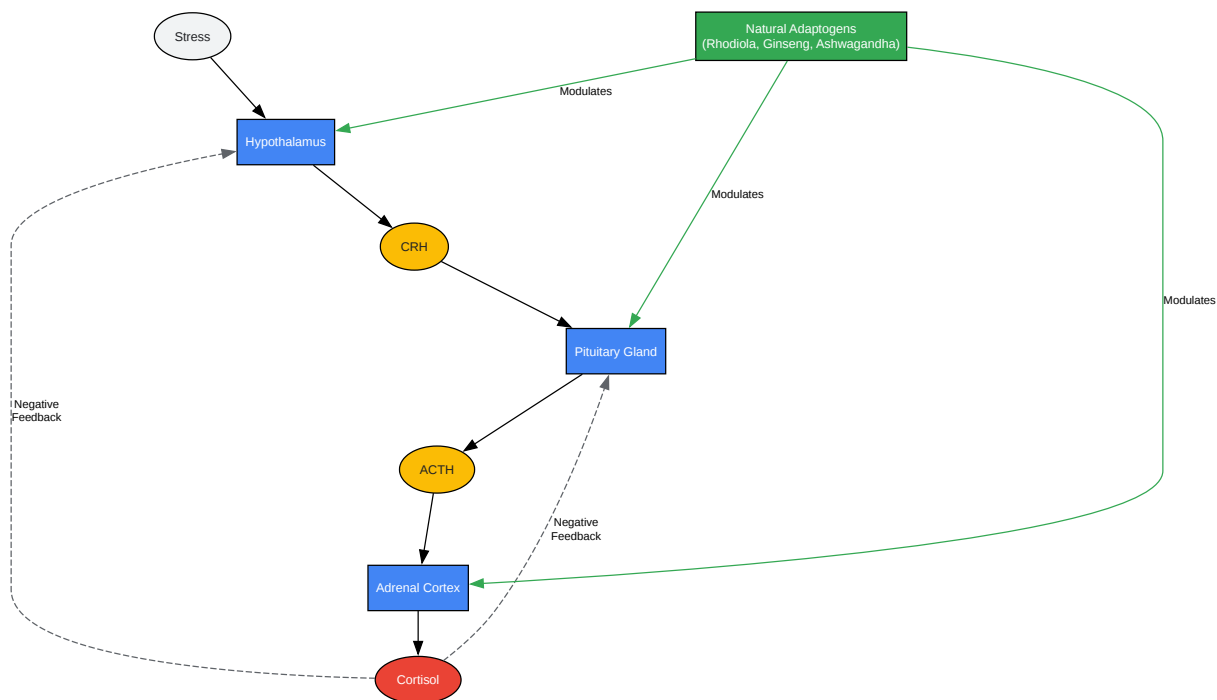 Stress
Natural Adaptogens
(Rhodiola, Ginseng, Ashwagandha)
Modulates
Hypothalamus
Modulates
CRH
Modulates
Pituitary Gland
Negative
Feedback
ACTH
Negative
Feedback
Adrenal Cortex
Cortisol